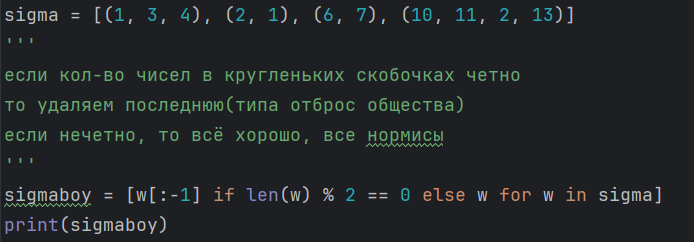 sigma = [(1, 3, 4), (2, 1), (6, 7), (10, 11, 2, 13)]
'''
если кол-во чисел в кругленьких скобочках четно
то удаляем последнюю(типа отброс общества)
если нечетно, то всё хорошо, все нормисы
'''
sigmaboy = [w[:-1] if len(w) % 2 == 0 else w for w in sigma]
print(sigmaboy)